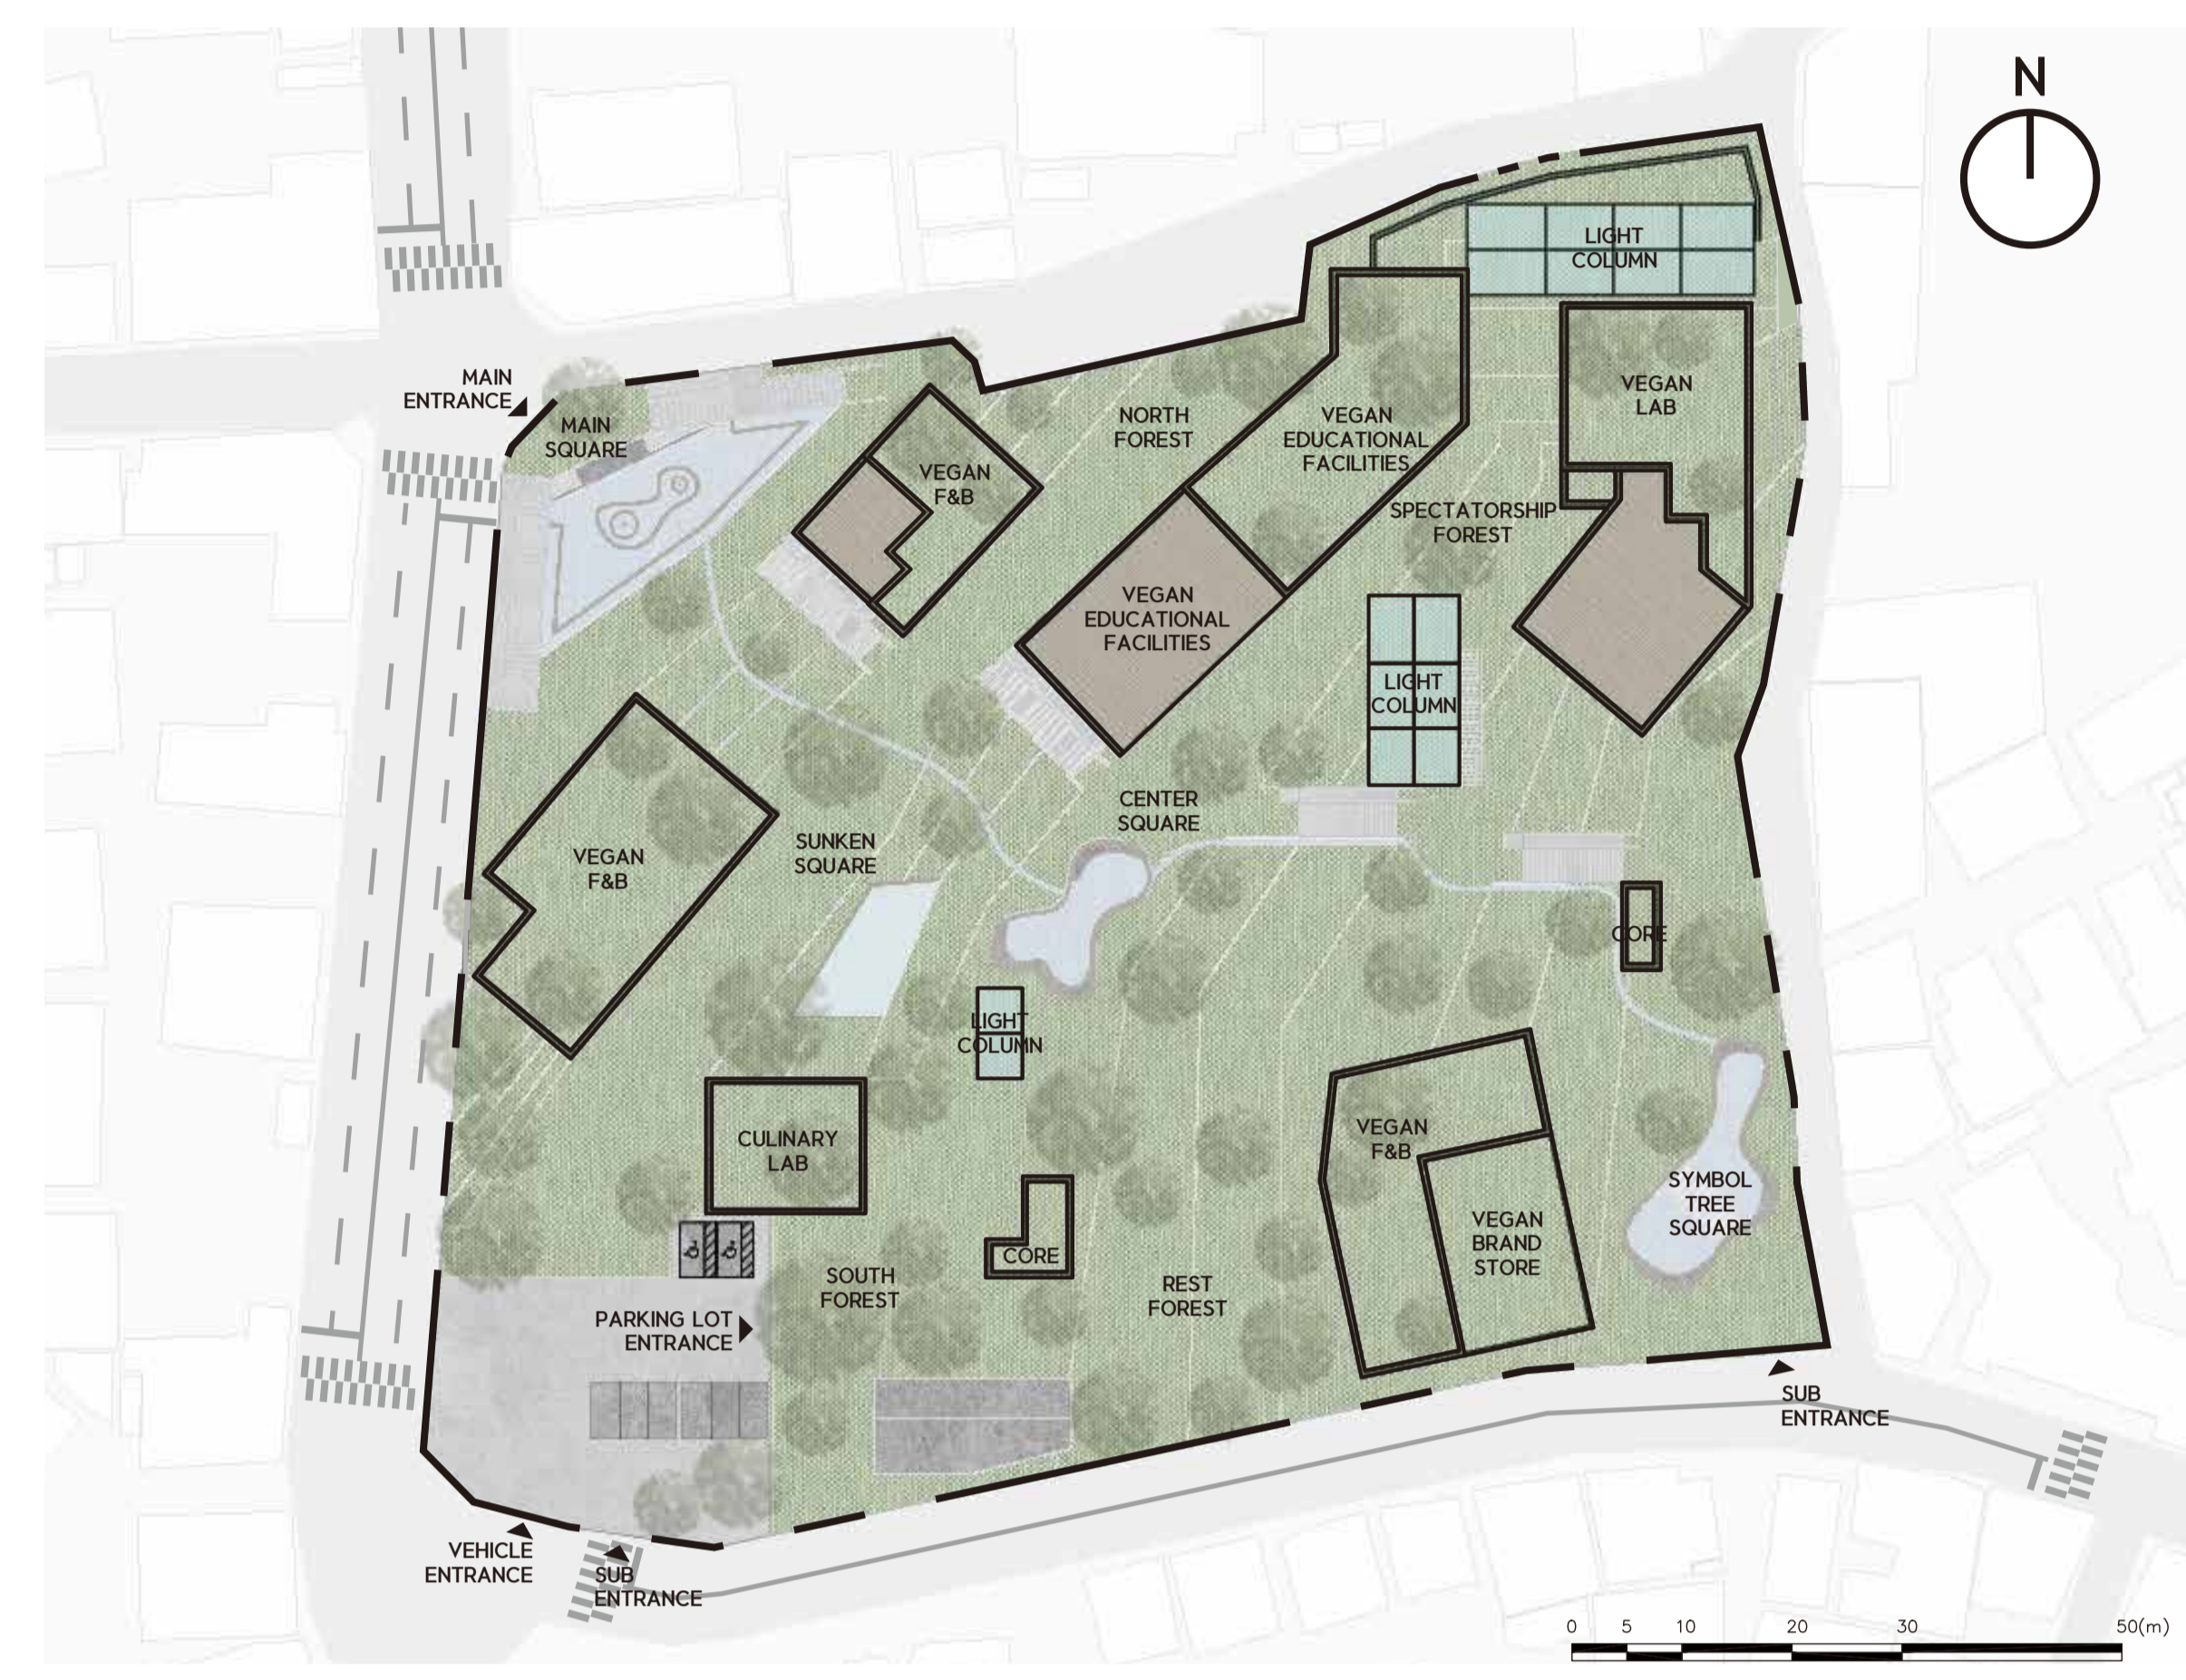 N
LIGHT
COLUMN
MAIN
ENTRANCE
MAIN
SQUARE
VEGAN
F&B
NORTH
FOREST
VEGAN
EDUCATIONAL
FACILITIES
VEGAN
LAB
SPECTATORSHIP
FOREST
VEGAN
EDUCATIONAL
FACILITIES
LIGHT
COLUMN
CENTER
SQUARE
SUNKEN
SQUARE
VEGAN
F&B
CORE
LIGHT
COLUMN
CULINARY
LAB
VEGAN
F&B
SYMBOL
TREE
SQUARE
VEGAN
BRAND
STORE
CORE
SOUTH
FOREST
REST
FOREST
PARKING LOT
ENTRANCE
SUB
ENTRANCE
VEHICLE
ENTRANCE
SUB
ENTRANCE
0 5 10 20 30 50(m)